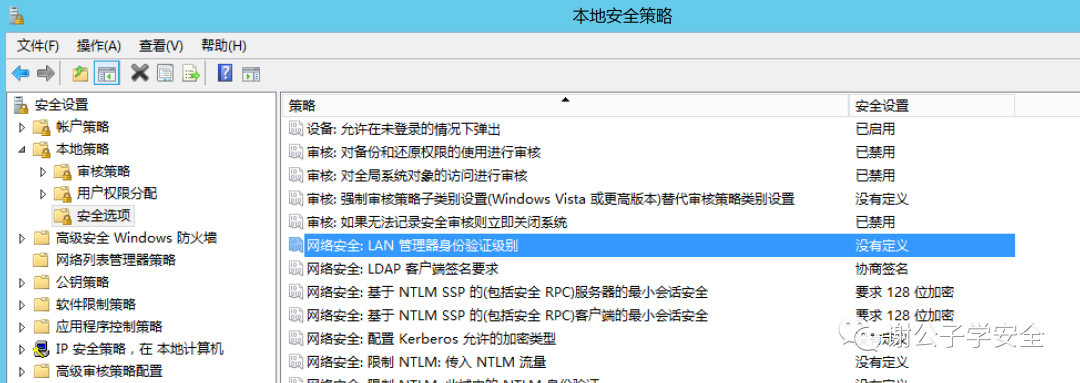 本地安全策略
文件(F) 操作(A) 查看(V) 帮助(H)
安全设置
帐户策略
本地策略
审核策略
用户权限分配
安全选项
高级安全 Windows 防火墙
网络列表管理器策略
公钥策略
软件限制策略
应用程序控制策略
IP 安全策略，在 本地计算机
高级审核策略配置
策略 安全设置
设备: 允许在未登录的情况下弹出 已启用
审核: 对备份和还原权限的使用进行审核 已禁用
审核: 对全局系统对象的访问进行审核 已禁用
审核: 强制审核策略子类别设置(Windows Vista 或更高版本)替代审核策略类别设置 没有定义
审核: 如果无法记录安全审核则立即关闭系统 已禁用
网络安全: LAN 管理器身份验证级别 没有定义
网络安全: LDAP 客户端签名要求 协商签名
网络安全: 基于 NTLM SSP 的(包括安全 RPC)服务器的最小会话安全 要求 128 位加密
网络安全: 基于 NTLM SSP 的(包括安全 RPC)客户端的最小会话安全 要求 128 位加密
网络安全: 配置 Kerberos 允许的加密类型
网络安全: 限制 NTLM: 传入 NTLM 流量 没有定义
谢公子学安全